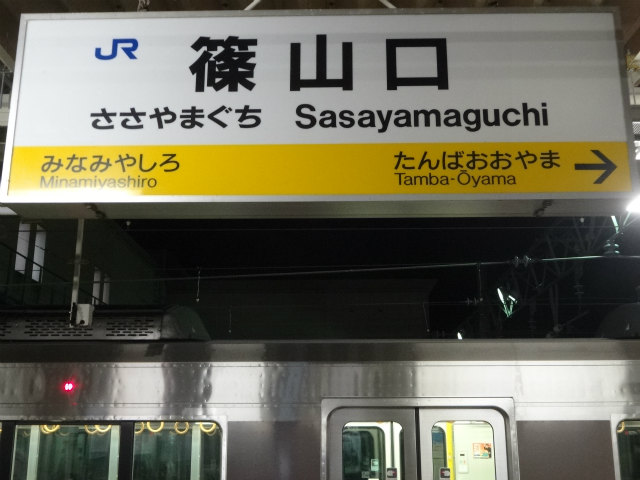 JR 篠山口
ささやまぐち Sasayamaguchi
みなみやしろ たんばおおやま →
Minamiyashiro Tamba-Ōyama